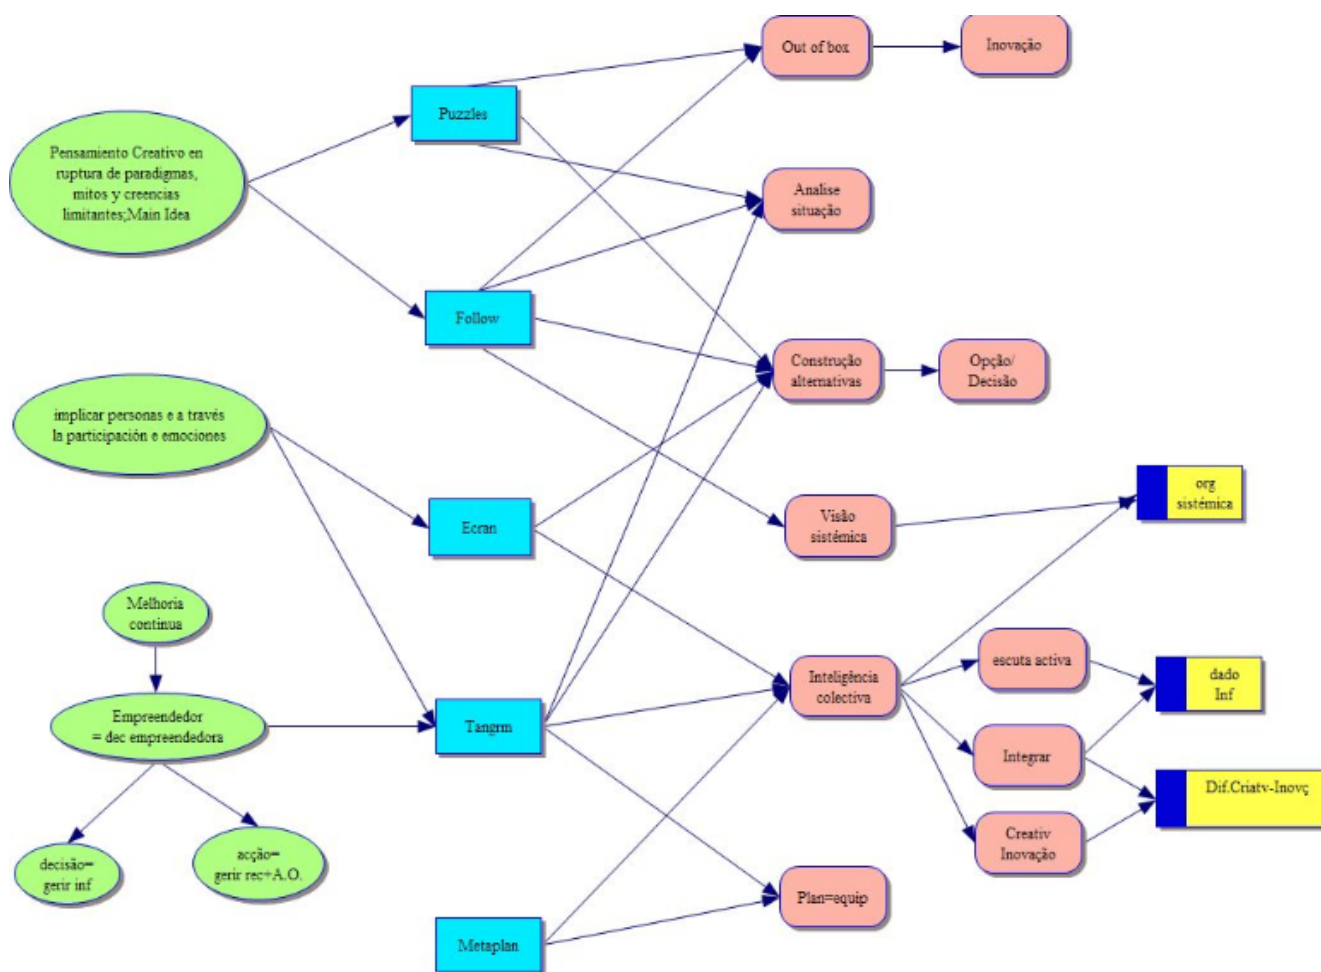 Out of box
Inovação
Puzzles
Pensamiento Creativo en
ruptura de paradigmas,
mitos y creencias
limitantes;Main Idea
Analise
situação
Follow
Construção
alternativas
Opção/
Decisão
implicar personas e a través
la participación e emociones
org
sistémica
Ecran
Visão
sistémica
Melhoria
continua
escuta activa
dado
Inf
Inteligência
colectiva
Empreendedor
= dec empreendedora
Tangrm
Integrar
Dif.Criatv-Inovç
Creativ
Inovação
decisão=
gerir inf
acção=
gerir rec+A.O.
Plan=equip
Metaplan